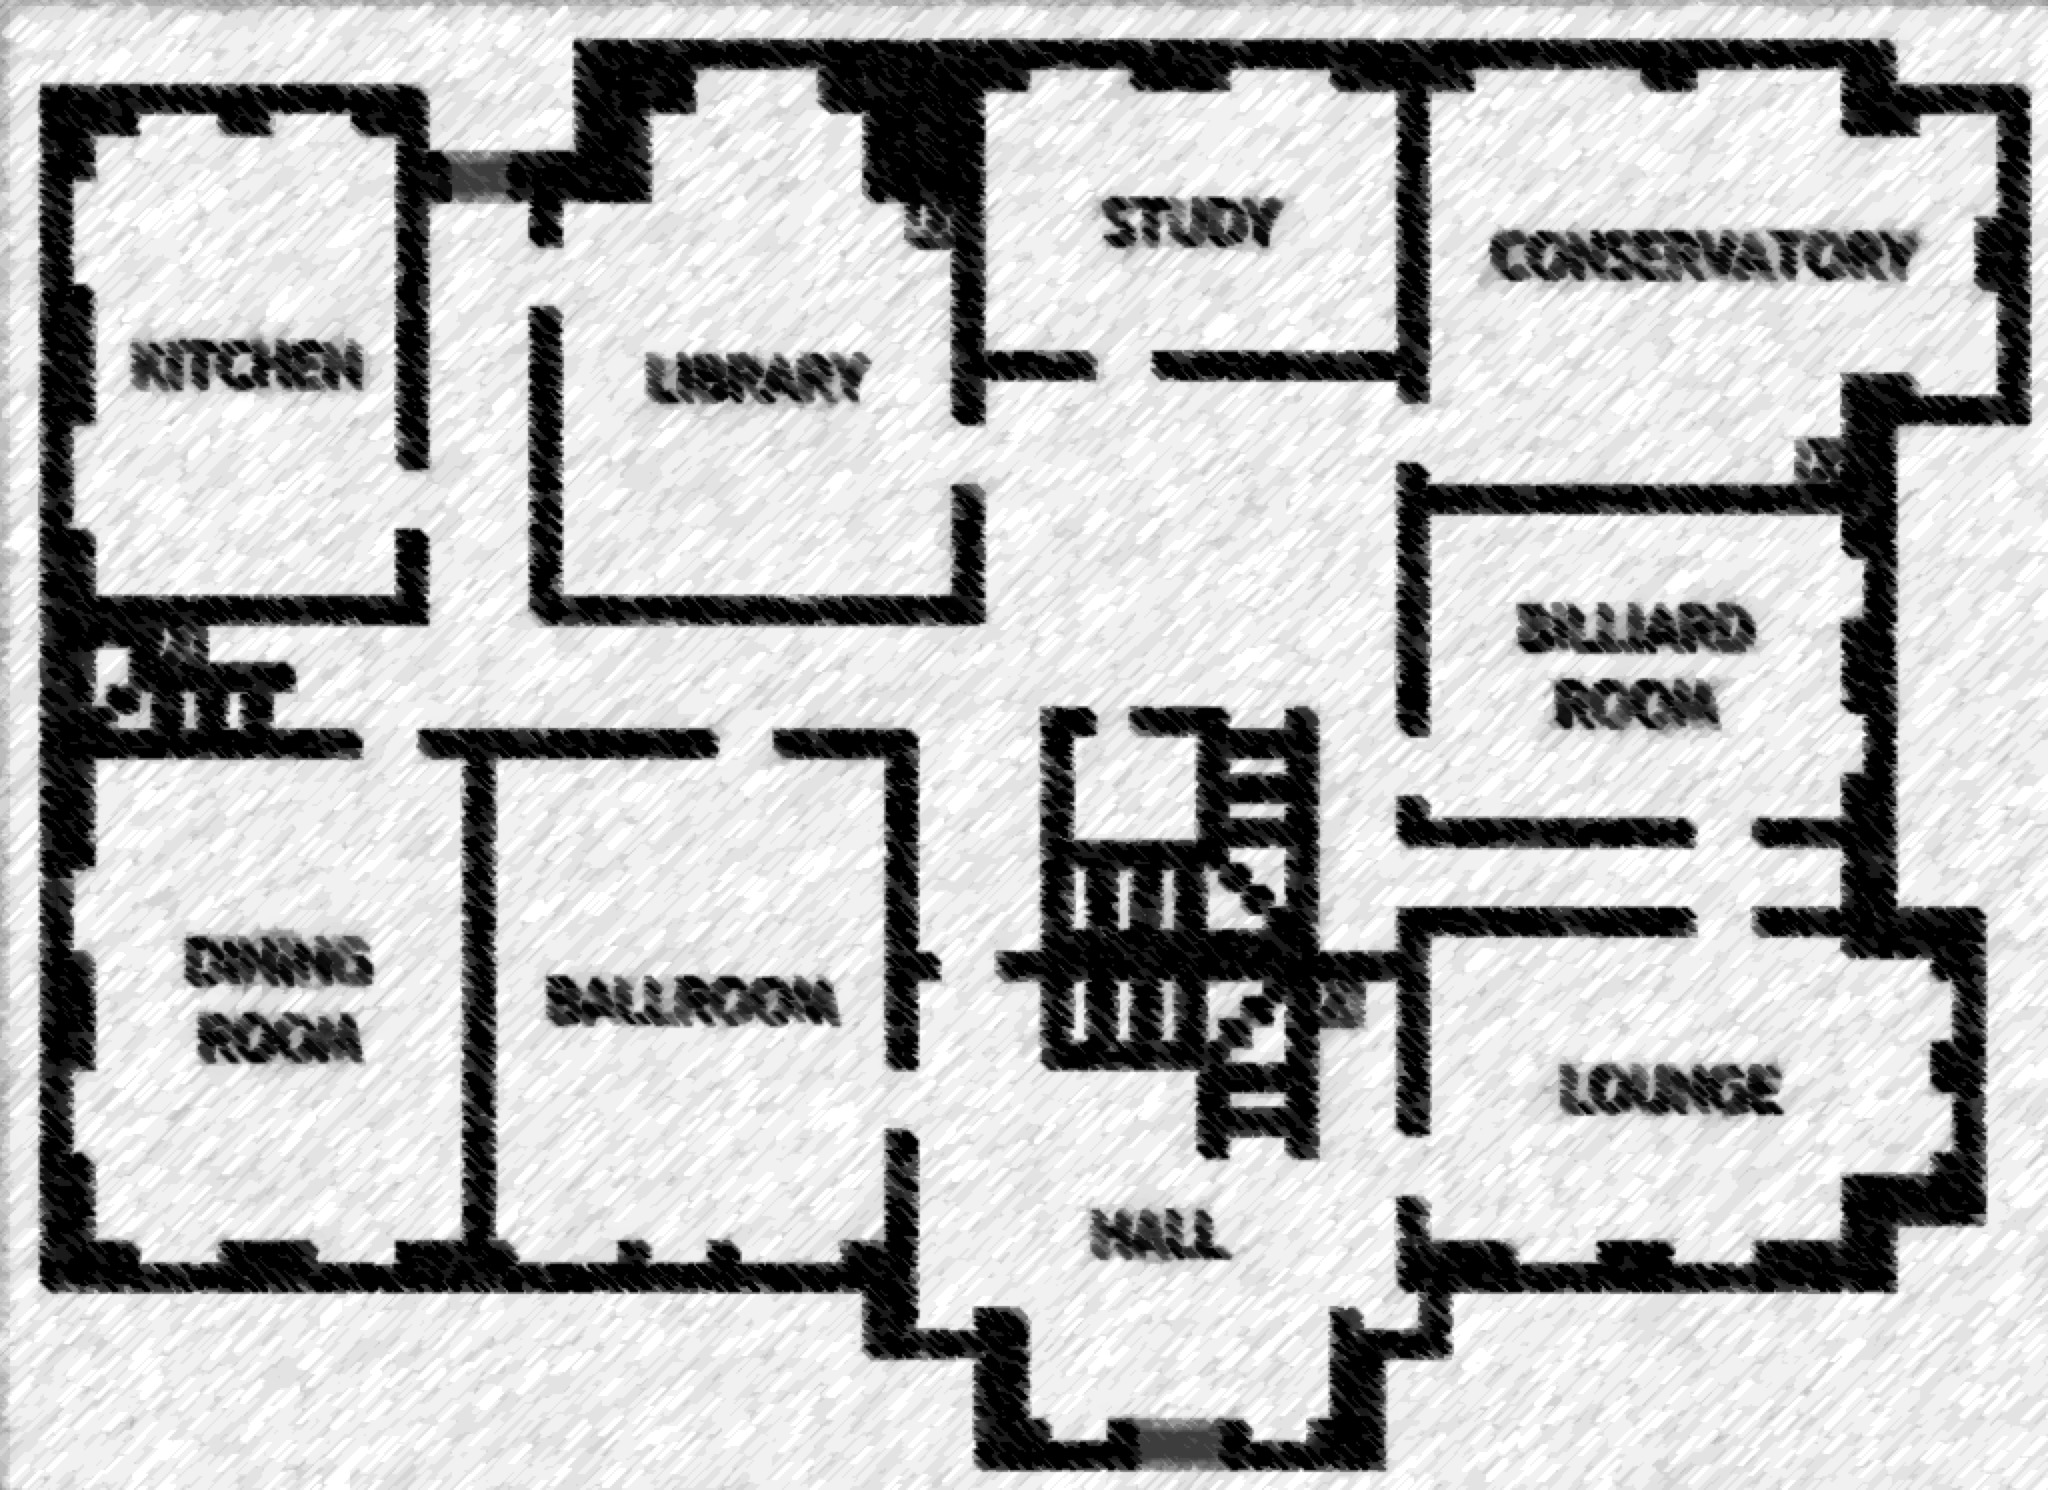 STUDY
CONSERVATORY
KITCHEN
LIBRARY
BILLIARD
ROOM
DINING
ROOM
BALLROOM
LOUNGE
HALL